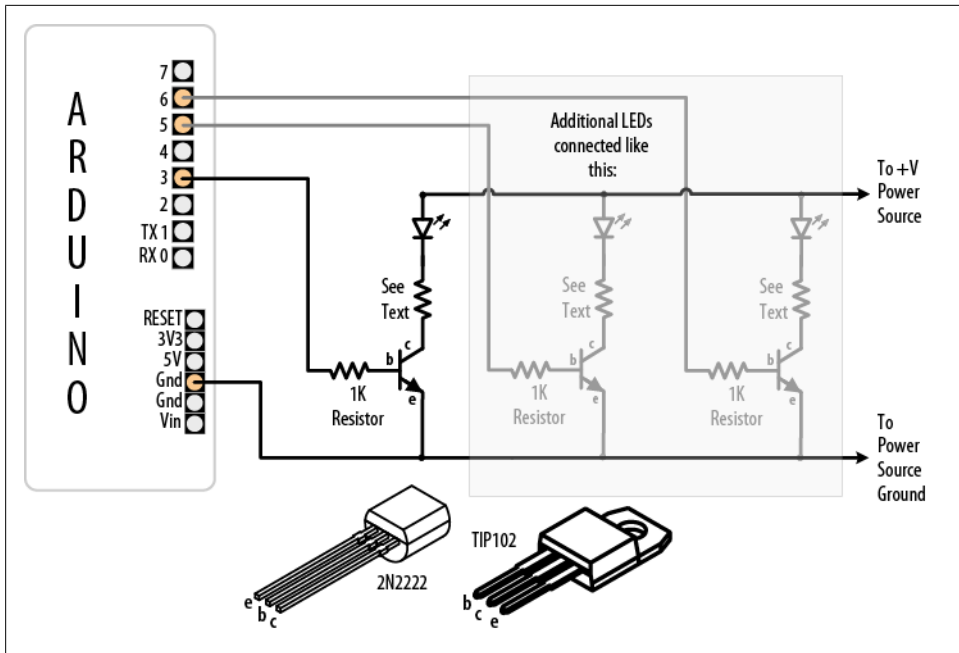 ARDUINO
7
6
5
4
3
2
TX 1
RX 0
RESET
3V3
5V
Gnd
Gnd
Vin
Additional LEDs
connected like
this:
To +V
Power
Source
See
Text
See
Text
See
Text
c
b
e
c
b
e
c
b
e
1K
Resistor
1K
Resistor
1K
Resistor
To
Power
Source
Ground
2N2222
e
b
c
TIP102
b
c
e